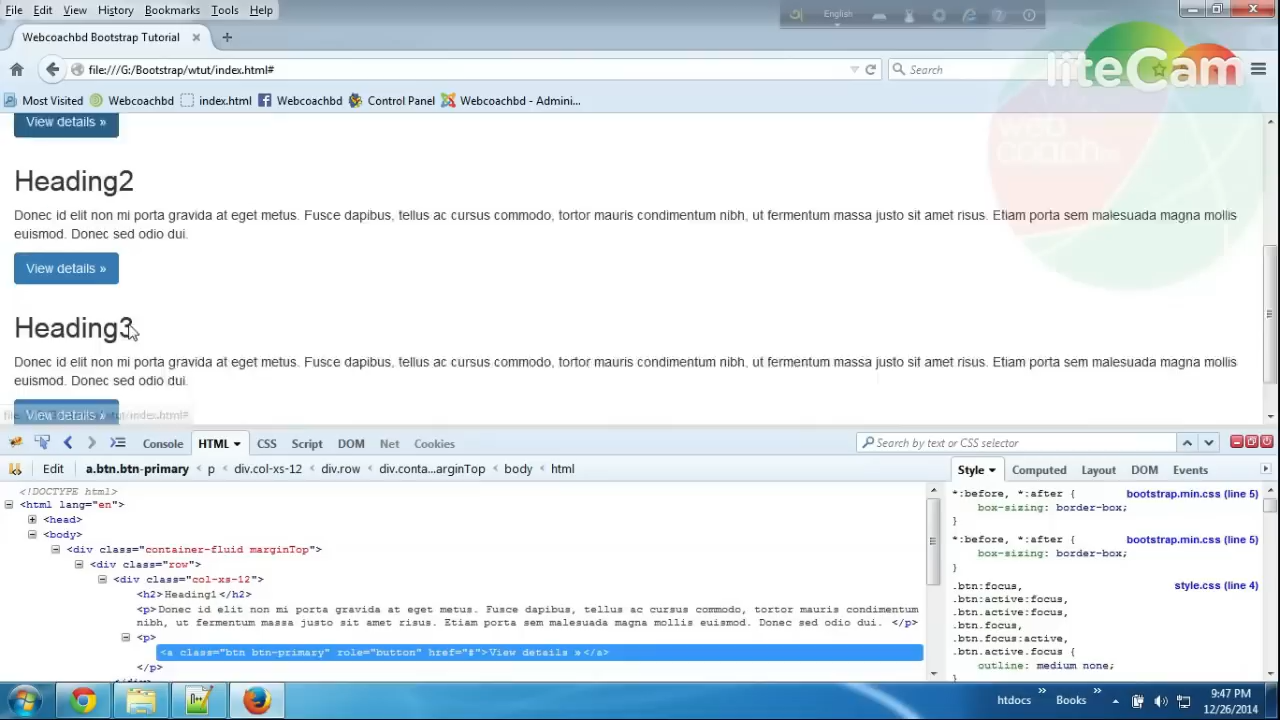 File Edit View History Bookmarks Tools Help
English
Webcoachbd Bootstrap Tutorial × +
file:///G:/Bootstrap/wtut/index.html#
Search
liteCam
Most Visited Webcoachbd index.html Webcoachbd Control Panel Webcoachbd - Admini...
web
coach
View details »
Heading2
Donec id elit non mi porta gravida at eget metus. Fusce dapibus, tellus ac cursus commodo, tortor mauris condimentum nibh, ut fermentum massa justo sit amet risus. Etiam porta sem malesuada magna mollis
euismod. Donec sed odio dui.
View details »
Heading3
Donec id elit non mi porta gravida at eget metus. Fusce dapibus, tellus ac cursus commodo, tortor mauris condimentum nibh, ut fermentum massa justo sit amet risus. Etiam porta sem malesuada magna mollis
euismod. Donec sed odio dui.
View details »
Console HTML CSS Script DOM Net Cookies
Search by text or CSS selector
Edit a.btn.btn-primary < p < div.col-xs-12 < div.row < div.conta...arginTop < body < html
Style Computed Layout DOM Events
<!DOCTYPE html>
<html lang="en">
<head>
<body>
<div class="container-fluid marginTop">
<div class="row">
<div class="col-xs-12">
<h2>Heading1</h2>
<p>Donec id elit non mi porta gravida at eget metus. Fusce dapibus, tellus ac cursus commodo, tortor mauris condimentum
nibh, ut fermentum massa justo sit amet risus. Etiam porta sem malesuada magna mollis euismod. Donec sed odio dui. </p>
<p>
<a class="btn btn-primary" role="button" href="#">View details »</a>
</p>
*:before, *:after {
bootstrap.min.css (line 5)
box-sizing: border-box;
}
*:before, *:after {
bootstrap.min.css (line 5)
box-sizing: border-box;
}
.btn:focus,
style.css (line 4)
.btn:active:focus,
.btn.active:focus,
.btn.focus,
.btn.focus:active,
.btn.active.focus {
outline: medium none;
htdocs » Books »
9:47 PM
12/26/2014